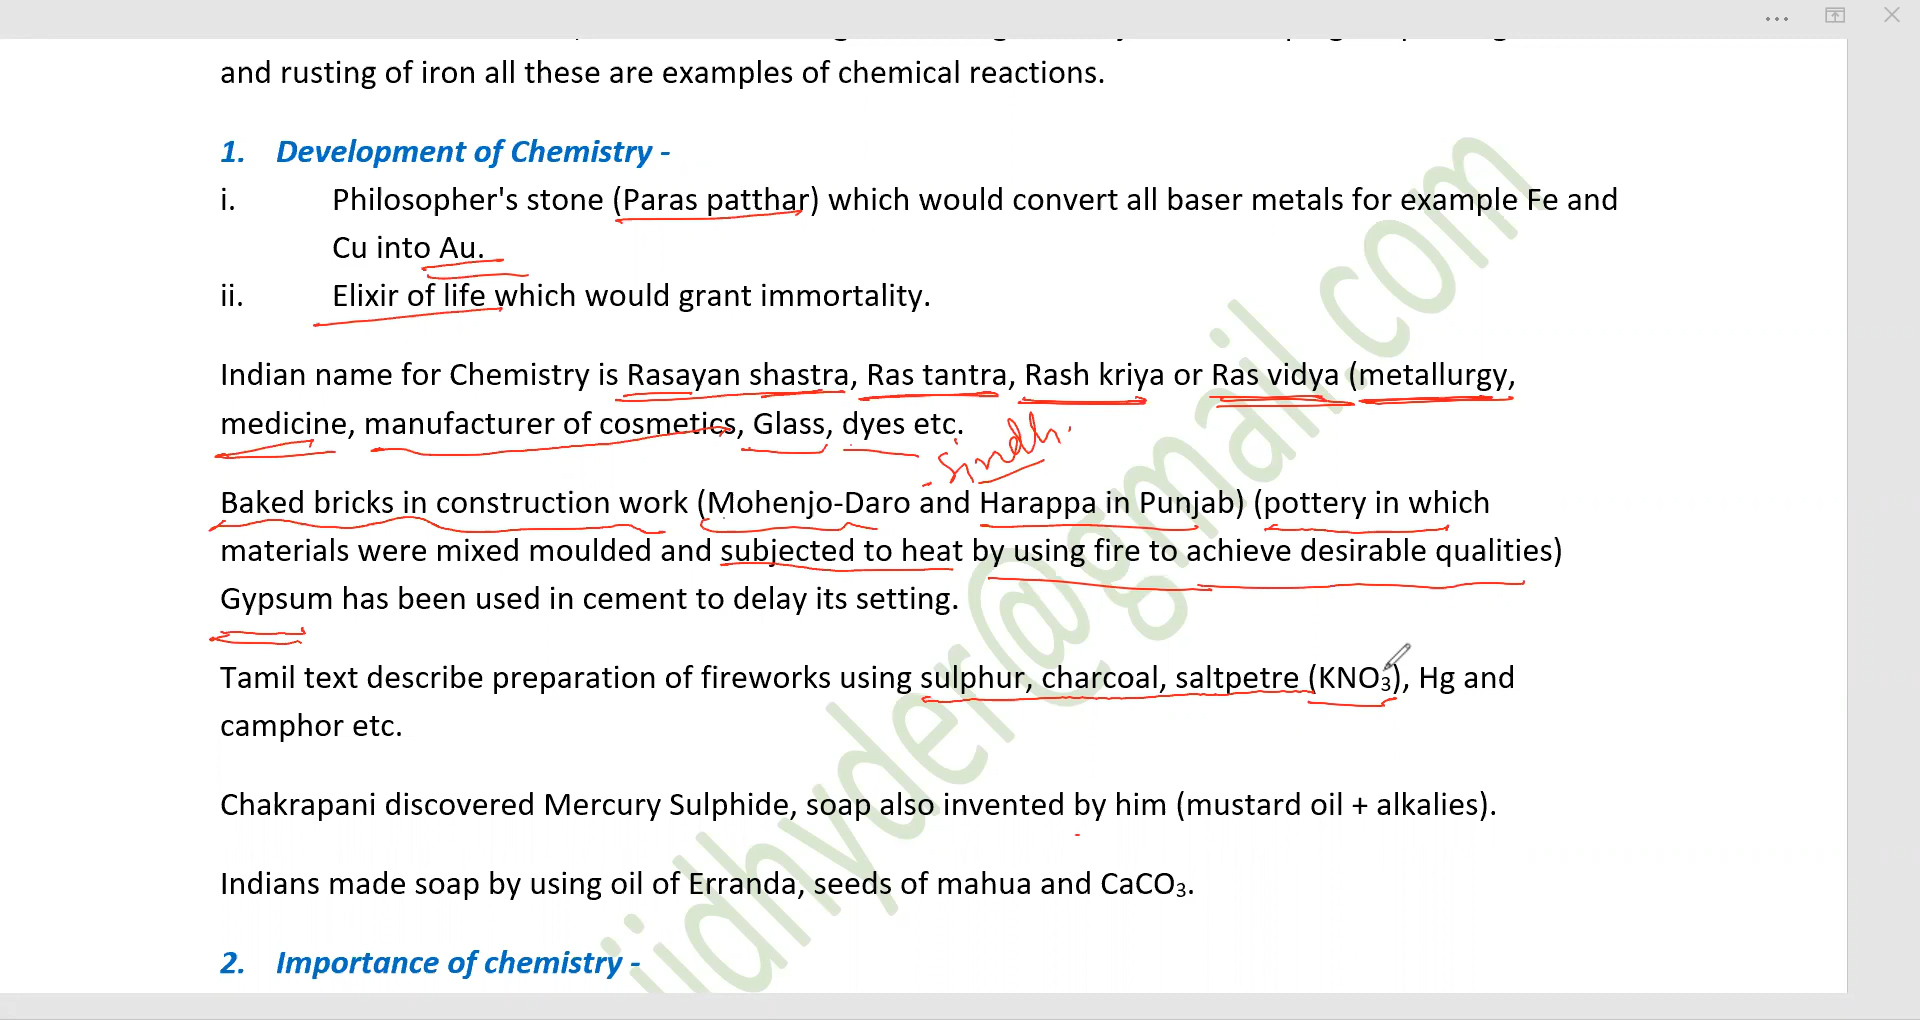 and rusting of iron all these are examples of chemical reactions.
1. Development of Chemistry -
i. Philosopher's stone (Paras patthar) which would convert all baser metals for example Fe and
Cu into Au.
ii. Elixir of life which would grant immortality.
Indian name for Chemistry is Rasayan shastra, Ras tantra, Rash kriya or Ras vidya (metallurgy,
medicine, manufacturer of cosmetics, Glass, dyes etc.
Sindh.
Baked bricks in construction work (Mohenjo-Daro and Harappa in Punjab) (pottery in which
materials were mixed moulded and subjected to heat by using fire to achieve desirable qualities)
Gypsum has been used in cement to delay its setting.
Tamil text describe preparation of fireworks using sulphur, charcoal, saltpetre (KNO₃), Hg and
camphor etc.
Chakrapani discovered Mercury Sulphide, soap also invented by him (mustard oil + alkalies).
Indians made soap by using oil of Erranda, seeds of mahua and CaCO₃.
2. Importance of chemistry -
jidhyder@gmail.com